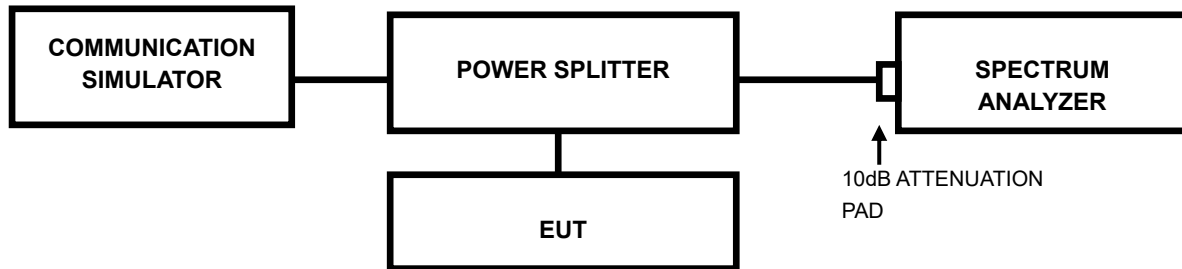 COMMUNICATION
SIMULATOR
POWER SPLITTER
SPECTRUM
ANALYZER
10dB ATTENUATION
PAD
EUT